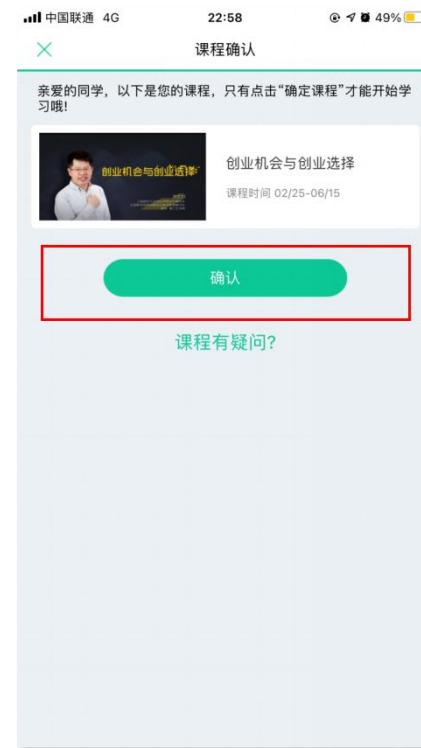 中国联通 4G 22:58 49%
课程确认
亲爱的同学，以下是您的课程，只有点击“确定课程”才能开始学
习哦!
创业机会与创业选择
创业机会与创业选择
课程时间 02/25-06/15
确认
课程有疑问?